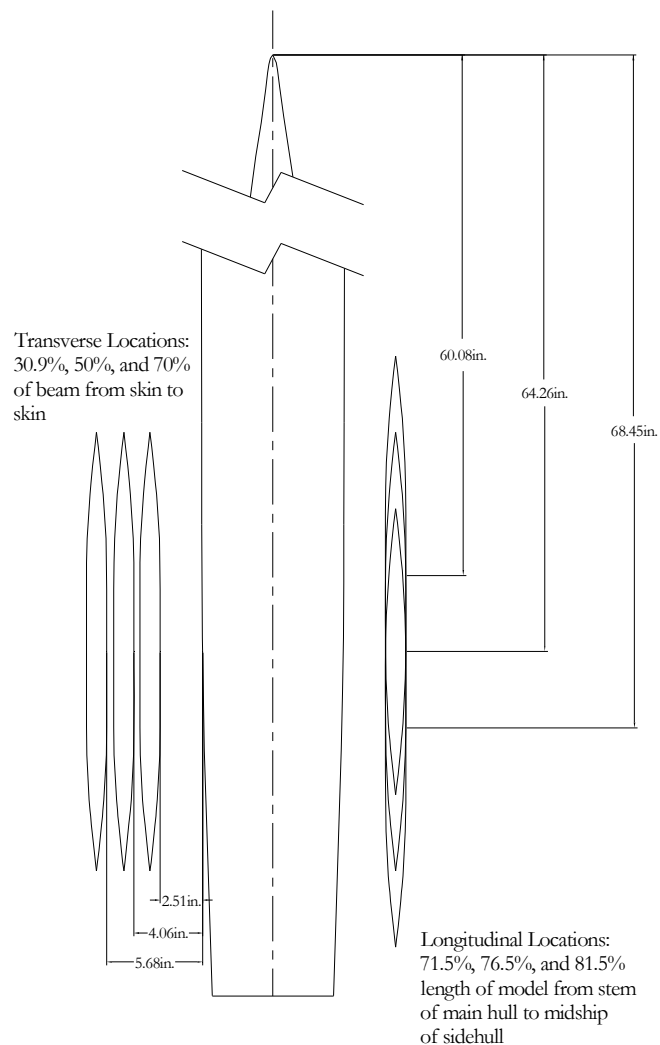 Transverse Locations:
30.9%, 50%, and 70%
of beam from skin to
skin
60.08in.
64.26in.
68.45in.
2.51in.
4.06in.
5.68in.
Longitudinal Locations:
71.5%, 76.5%, and 81.5%
length of model from stem
of main hull to midship
of sidehull